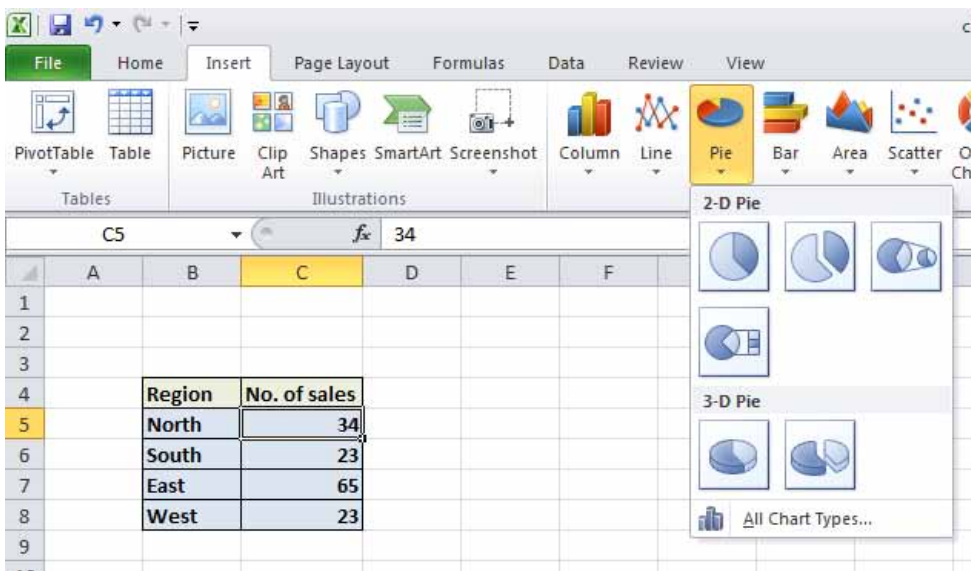 c
File Home Insert Page Layout Formulas Data Review View
PivotTable Table Picture Clip Art Shapes SmartArt Screenshot Column Line Pie Bar Area Scatter O
Ch
Tables Illustrations
2-D Pie
C5 fx 34
A B C D E F
1
2
3
4 Region No. of sales
3-D Pie
5 North 34
6 South 23
7 East 65
8 West 23
All Chart Types...
9